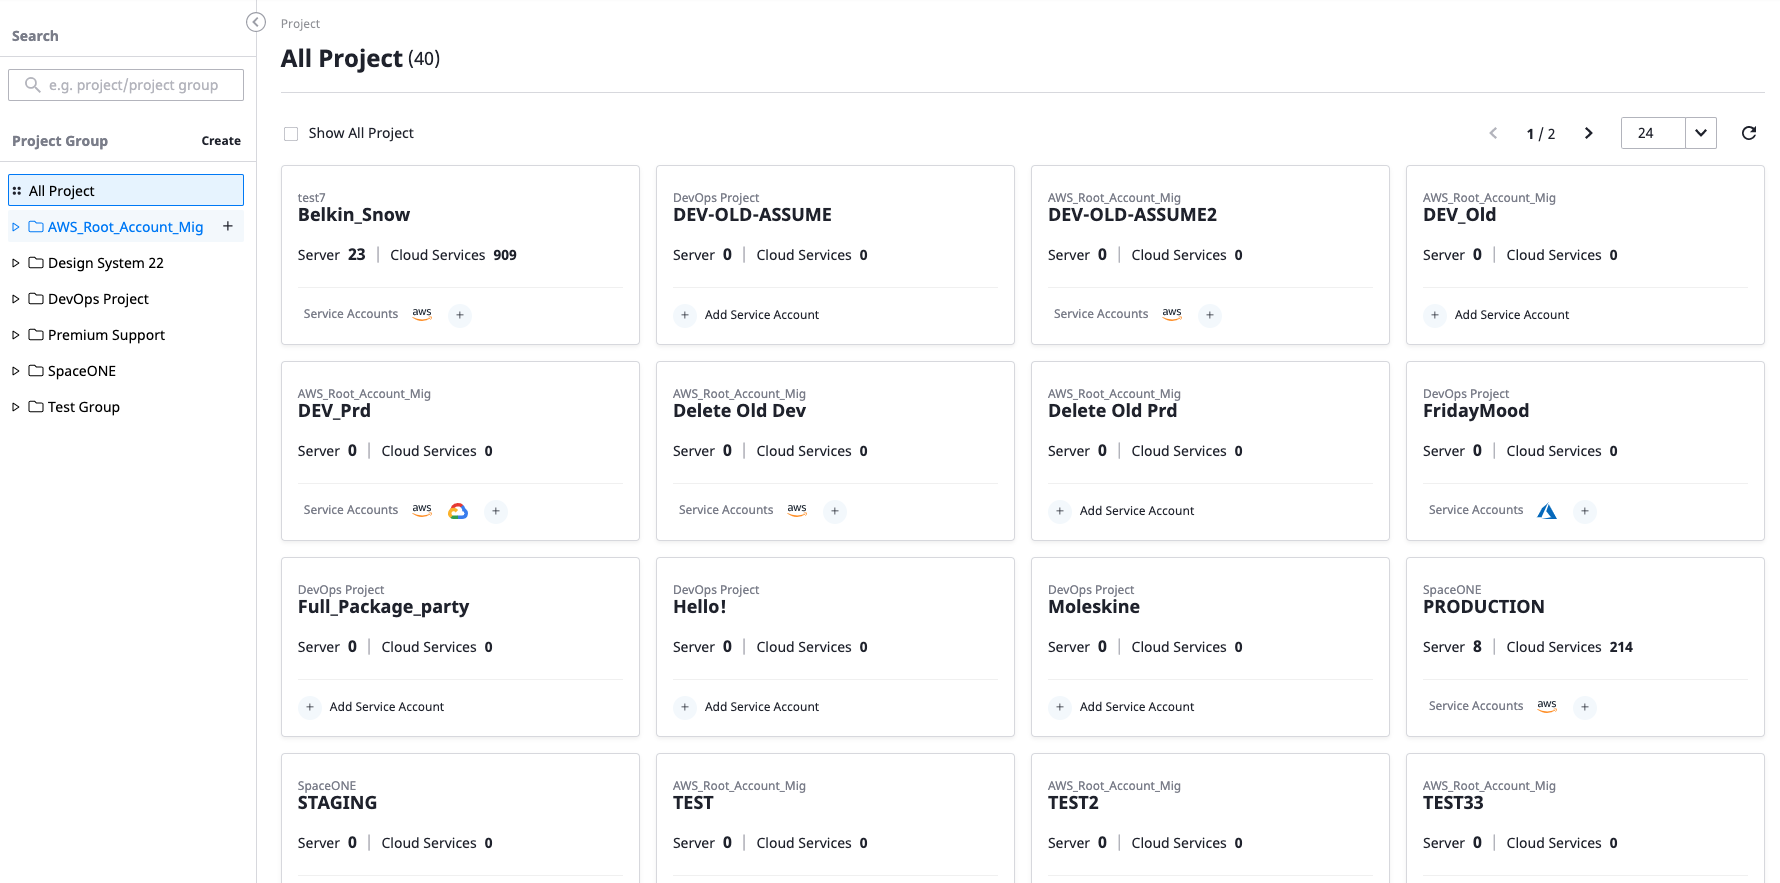 Search
e.g. project/project group
Project Group Create
All Project
AWS_Root_Account_Mig
Design System 22
DevOps Project
Premium Support
SpaceONE
Test Group
Project
All Project (40)
Show All Project
1 / 2
24
test7
Belkin_Snow
Server 23 | Cloud Services 909
Service Accounts aws +
DevOps Project
DEV-OLD-ASSUME
Server 0 | Cloud Services 0
+ Add Service Account
AWS_Root_Account_Mig
DEV-OLD-ASSUME2
Server 0 | Cloud Services 0
Service Accounts aws +
AWS_Root_Account_Mig
DEV_Old
Server 0 | Cloud Services 0
+ Add Service Account
AWS_Root_Account_Mig
DEV_Prd
Server 0 | Cloud Services 0
Service Accounts aws +
AWS_Root_Account_Mig
Delete Old Dev
Server 0 | Cloud Services 0
Service Accounts aws +
AWS_Root_Account_Mig
Delete Old Prd
Server 0 | Cloud Services 0
+ Add Service Account
DevOps Project
FridayMood
Server 0 | Cloud Services 0
Service Accounts +
DevOps Project
Full_Package_party
Server 0 | Cloud Services 0
+ Add Service Account
DevOps Project
Hello!
Server 0 | Cloud Services 0
+ Add Service Account
DevOps Project
Moleskine
Server 0 | Cloud Services 0
+ Add Service Account
SpaceONE
PRODUCTION
Server 8 | Cloud Services 214
Service Accounts aws +
SpaceONE
STAGING
Server 0 | Cloud Services 0
AWS_Root_Account_Mig
TEST
Server 0 | Cloud Services 0
AWS_Root_Account_Mig
TEST2
Server 0 | Cloud Services 0
AWS_Root_Account_Mig
TEST33
Server 0 | Cloud Services 0